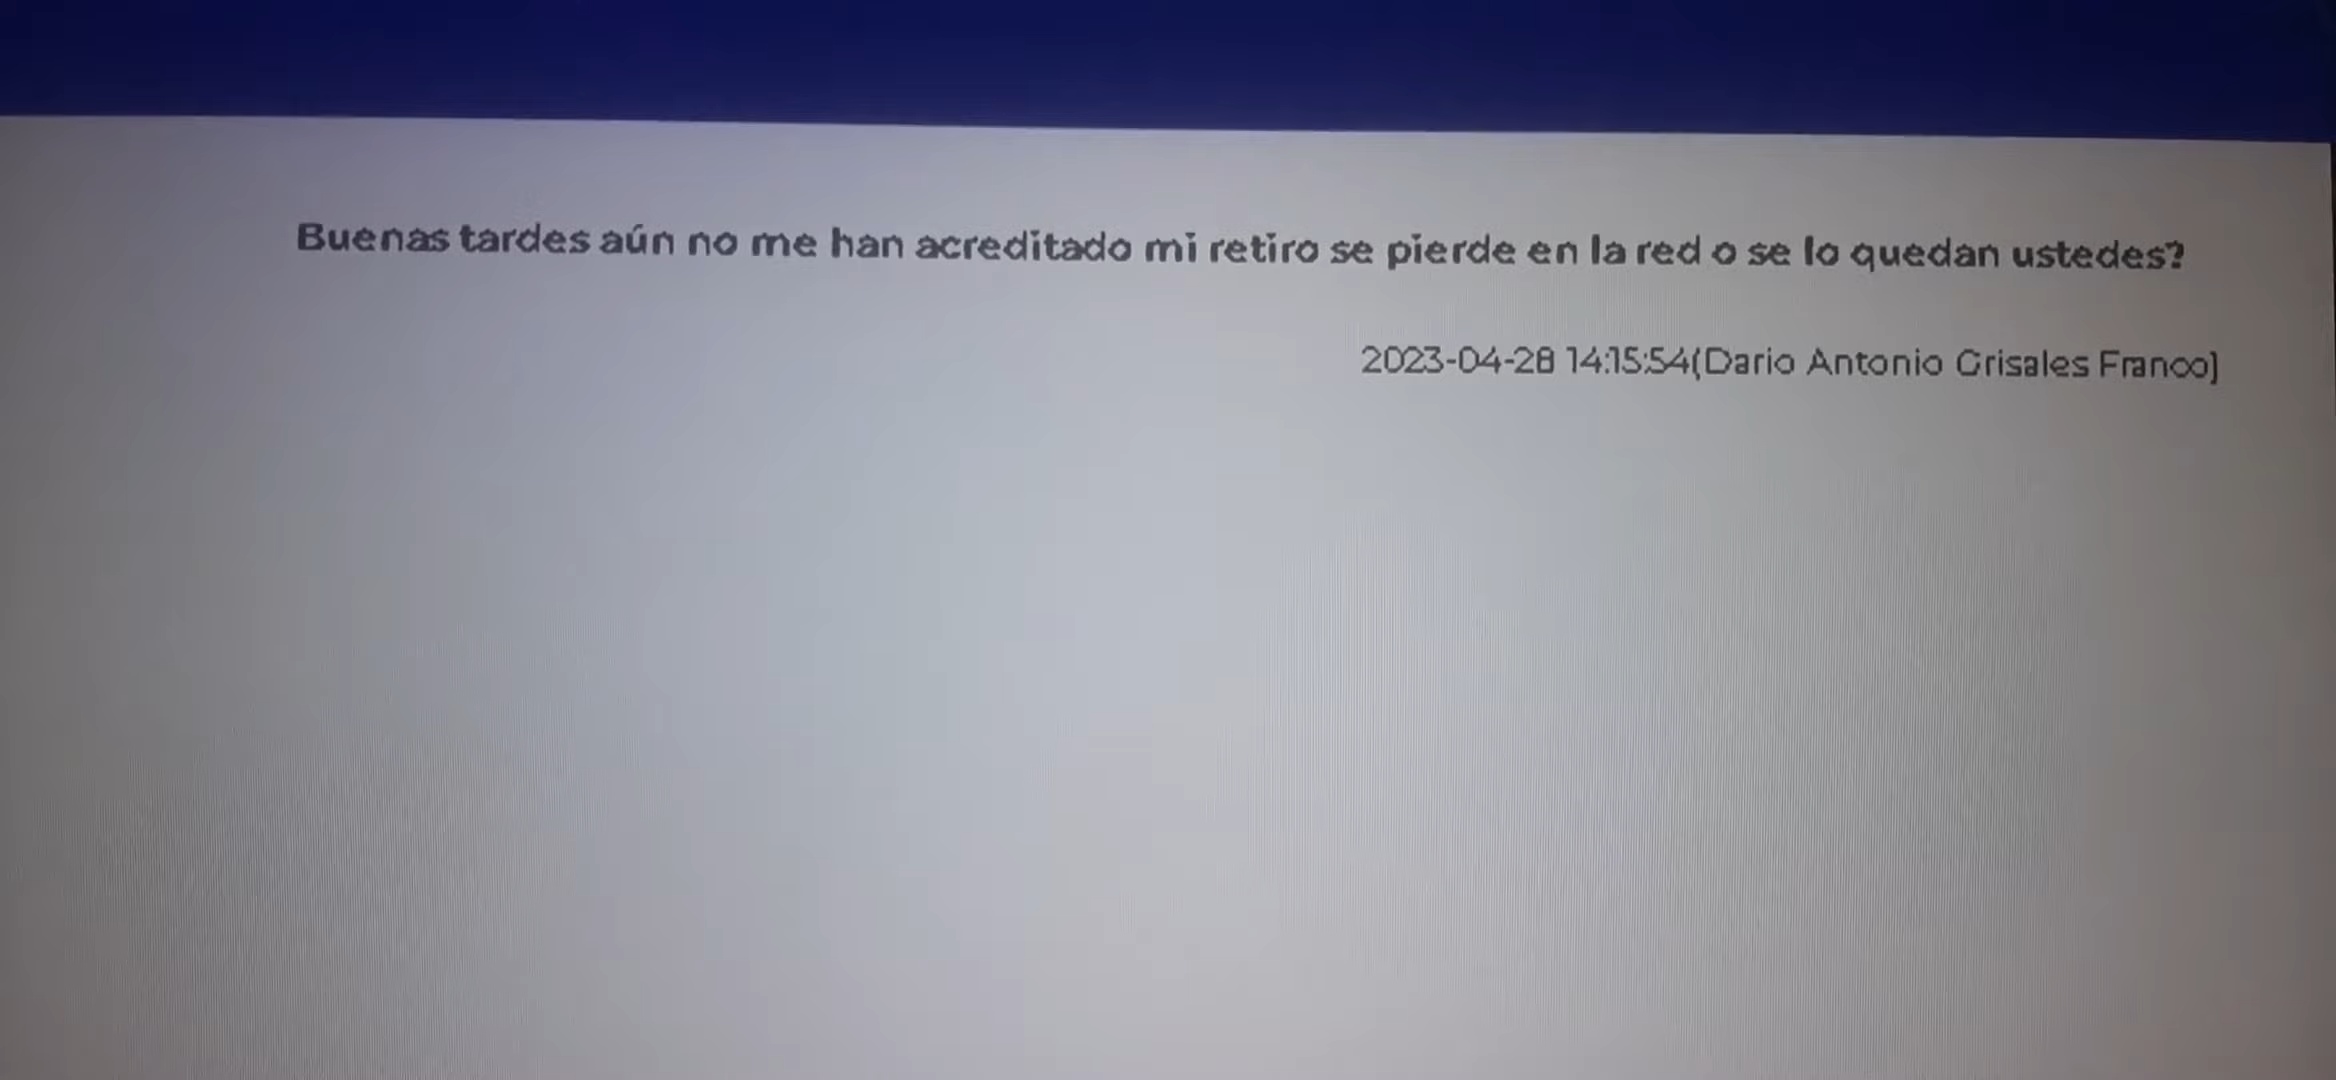 Buenas tardes aún no me han acreditado mi retiro se pierde en la red o se lo quedan ustedes?
2023-04-28 14:15:54(Dario Antonio Grisales Franco)